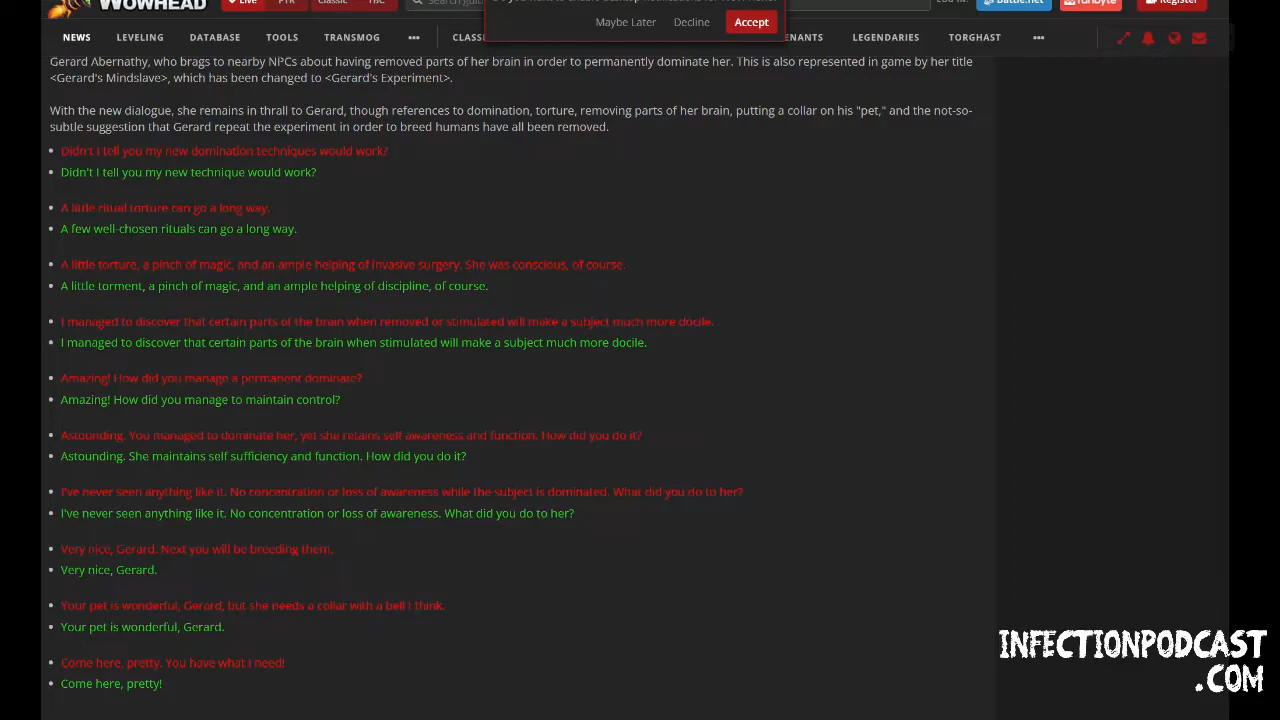 WOWHEAD
Live PTR Classic TBC
Maybe Later Decline Accept
NEWS LEVELING DATABASE TOOLS TRANSMOG ••• LEGENDARIES TORGHAST •••
Gerard Abernathy, who brags to nearby NPCs about having removed parts of her brain in order to permanently dominate her. This is also represented in game by her title
<Gerard's Mindslave>, which has been changed to <Gerard's Experiment>.
With the new dialogue, she remains in thrall to Gerard, though references to domination, torture, removing parts of her brain, putting a collar on his "pet," and the not-so-
subtle suggestion that Gerard repeat the experiment in order to breed humans have all been removed.
• Didn't I tell you my new domination techniques would work?
• Didn't I tell you my new technique would work?
• A little ritual torture can go a long way.
• A few well-chosen rituals can go a long way.
• A little torture, a pinch of magic, and an ample helping of invasive surgery. She was conscious, of course.
• A little torment, a pinch of magic, and an ample helping of discipline, of course.
• I managed to discover that certain parts of the brain when removed or stimulated will make a subject much more docile.
• I managed to discover that certain parts of the brain when stimulated will make a subject much more docile.
• Amazing! How did you manage a permanent dominate?
• Amazing! How did you manage to maintain control?
• Astounding. You managed to dominate her, yet she retains self awareness and function. How did you do it?
• Astounding. She maintains self sufficiency and function. How did you do it?
• I've never seen anything like it. No concentration or loss of awareness while the subject is dominated. What did you do to her?
• I've never seen anything like it. No concentration or loss of awareness. What did you do to her?
• Very nice, Gerard. Next you will be breeding them.
• Very nice, Gerard.
• Your pet is wonderful, Gerard, but she needs a collar with a bell I think.
• Your pet is wonderful, Gerard.
• Come here, pretty. You have what I need!
• Come here, pretty!
INFECTIONPODCAST
.COM